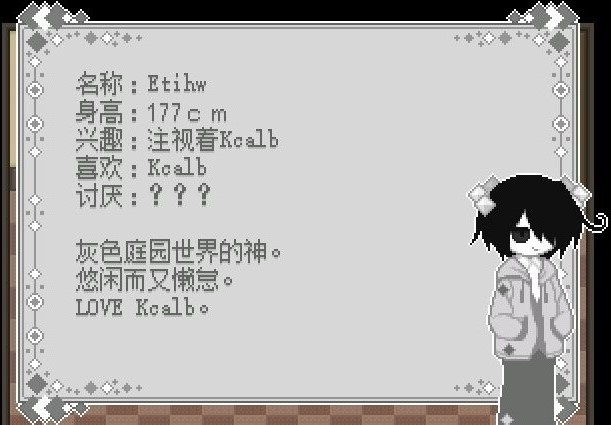 名称：Etihw
身高：177ｃｍ
兴趣：注视着Kcalb
喜欢：Kcalb
讨厌：？？？
灰色庭园世界的神。
悠闲而又懒怠。
LOVE Kcalb。